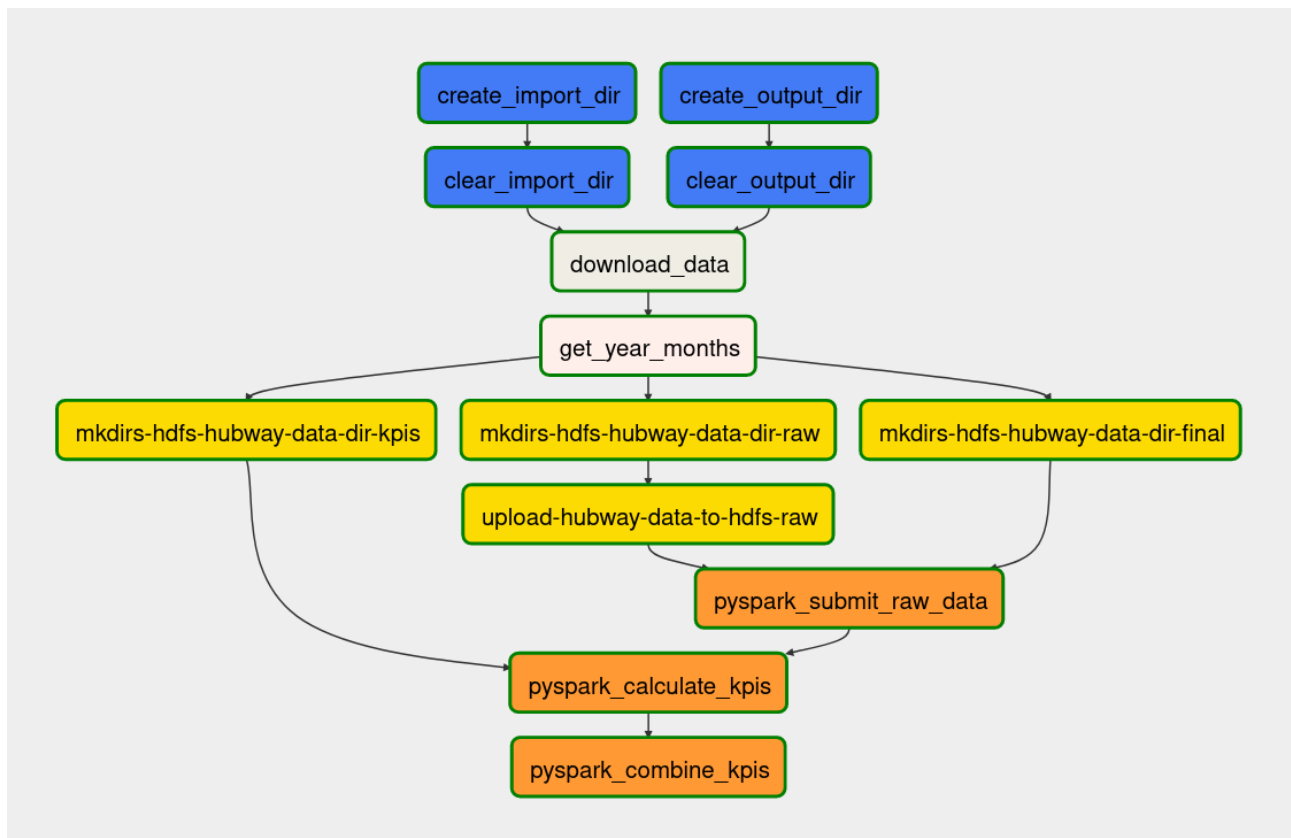 create_import_dir
create_output_dir
clear_import_dir
clear_output_dir
download_data
get_year_months
mkdirs-hdfs-hubway-data-dir-kpis
mkdirs-hdfs-hubway-data-dir-raw
mkdirs-hdfs-hubway-data-dir-final
upload-hubway-data-to-hdfs-raw
pyspark_submit_raw_data
pyspark_calculate_kpis
pyspark_combine_kpis